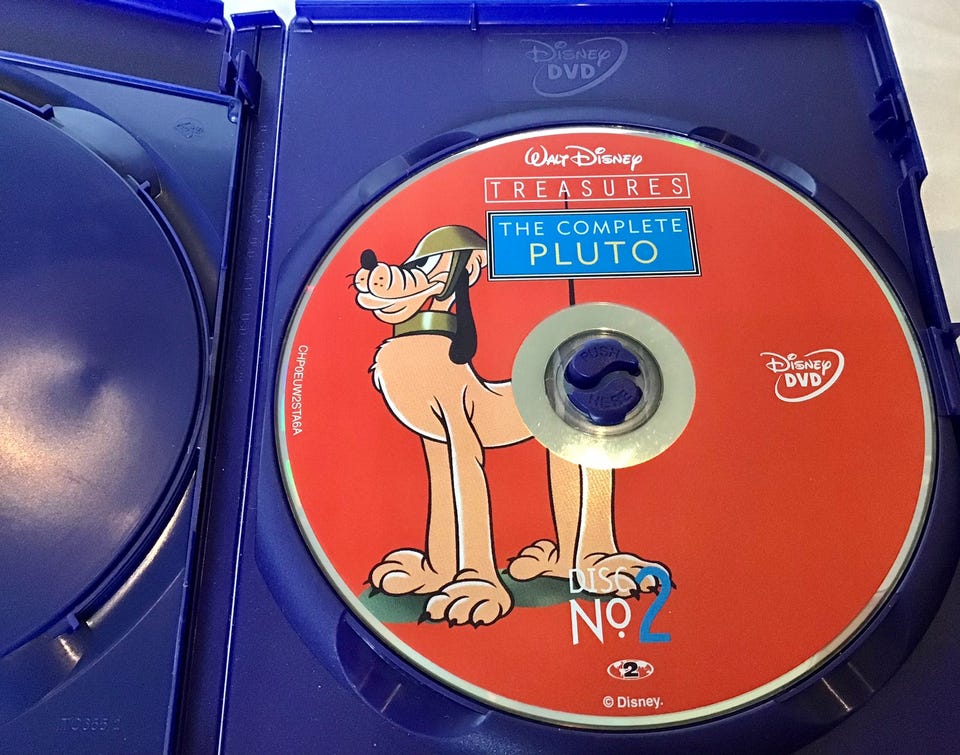 Disney
DVD
WALT DISNEY
TREASURES
THE COMPLETE
PLUTO
Disney
DVD
PUSH
HERE
CHP0EUW2STA6A
DISC
No. 2
2
© Disney.